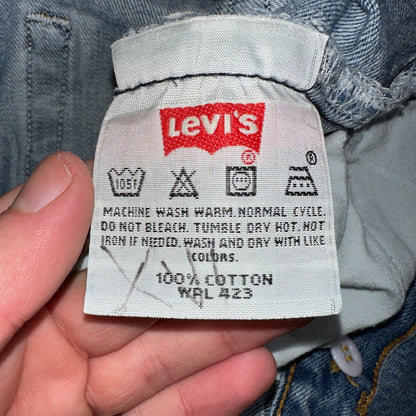 Levi's
®
105F
®
MACHINE WASH WARM. NORMAL CYCLE.
DO NOT BLEACH. TUMBLE DRY HOT. HOT
IRON IF NEEDED. WASH AND DRY WITH LIKE
COLORS.
100% COTTON
WPL 423